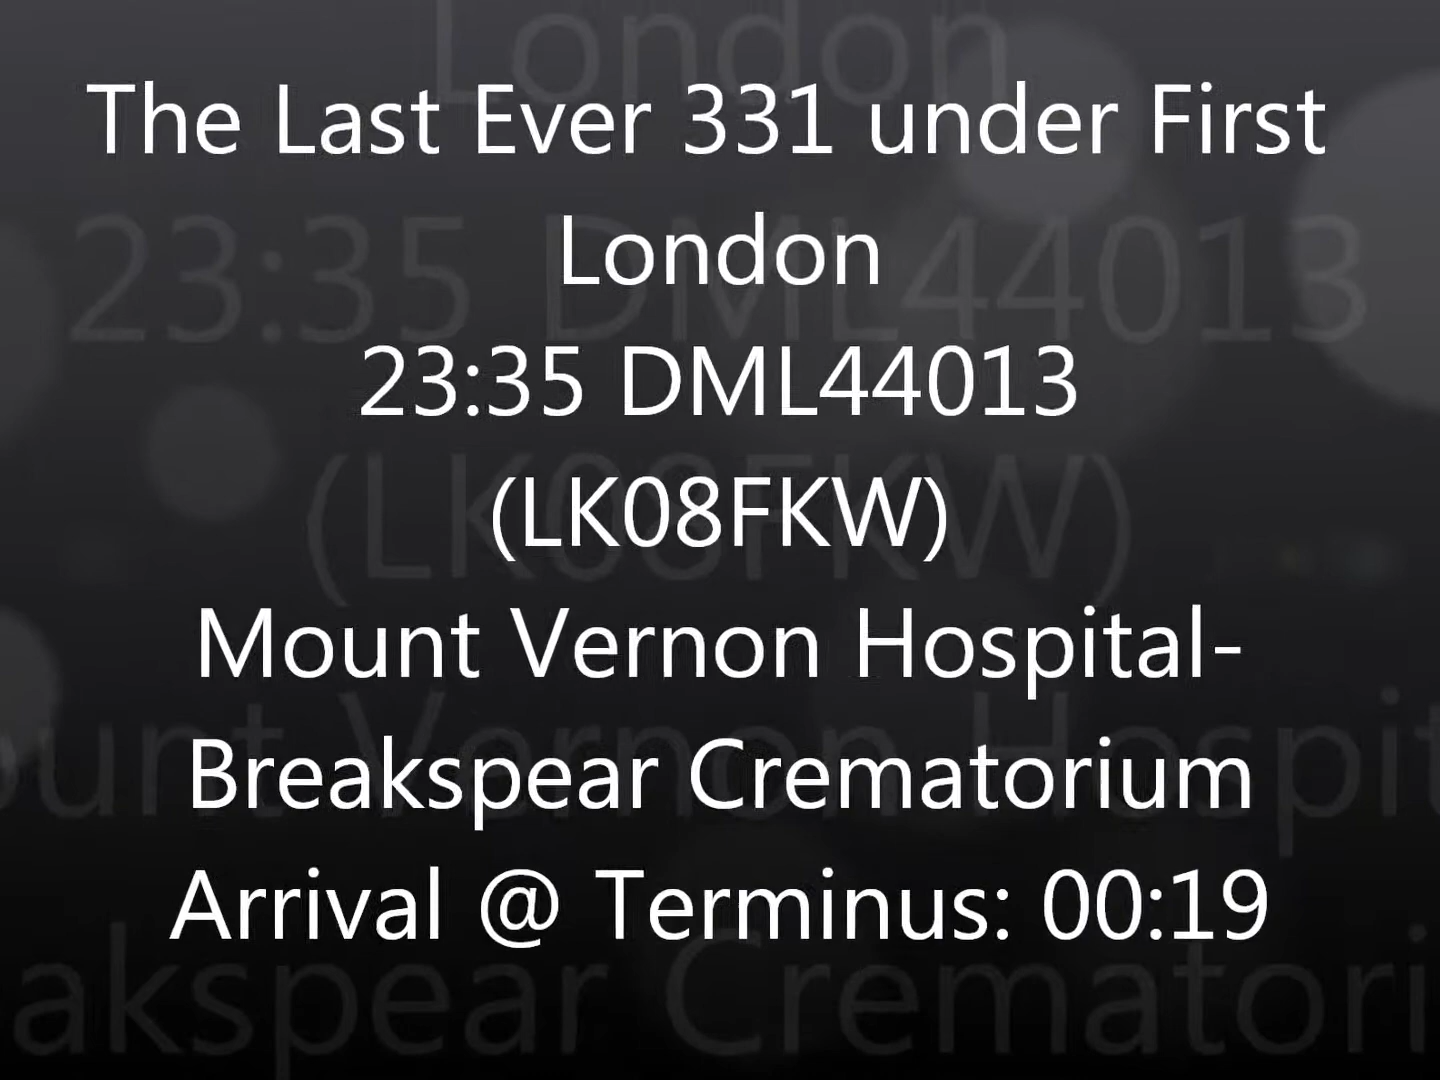 The Last Ever 331 under First
London
23:35 DML44013
(LK08FKW)
Mount Vernon Hospital-
Breakspear Crematorium
Arrival @ Terminus: 00:19